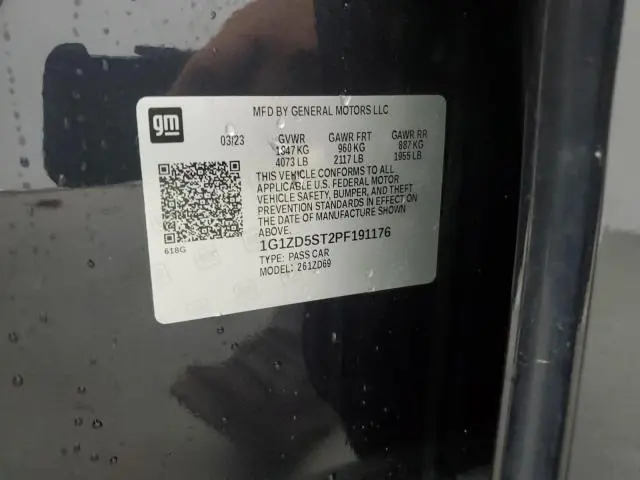 gm
MFD BY GENERAL MOTORS LLC
03/23 GVWR GAWR FRT GAWR RR
1847 KG 960 KG 887 KG
4073 LB 2117 LB 1955 LB
THIS VEHICLE CONFORMS TO ALL
APPLICABLE U.S. FEDERAL MOTOR
VEHICLE SAFETY, BUMPER, AND THEFT
PREVENTION STANDARDS IN EFFECT ON
THE DATE OF MANUFACTURE SHOWN
ABOVE.
618G
1G1ZD5ST2PF191176
TYPE: PASS CAR
MODEL: 261ZD69